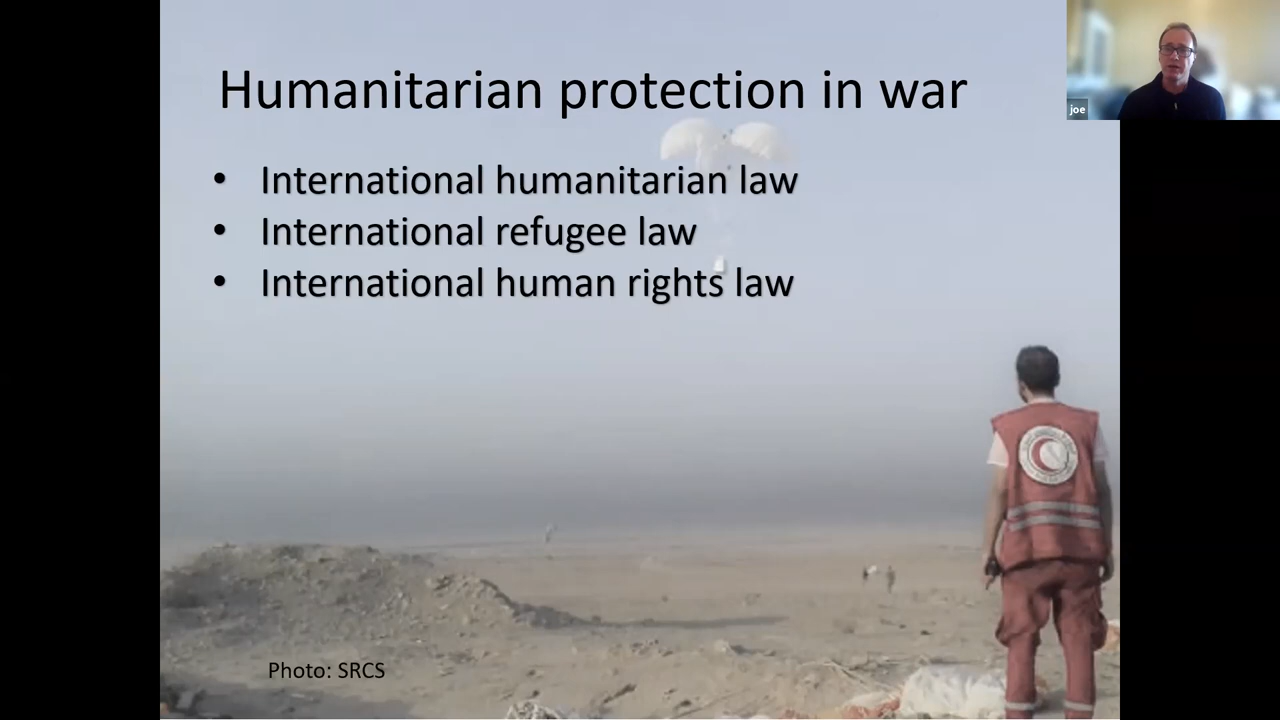 Humanitarian protection in war
joe
• International humanitarian law
• International refugee law
• International human rights law
Photo: SRCS